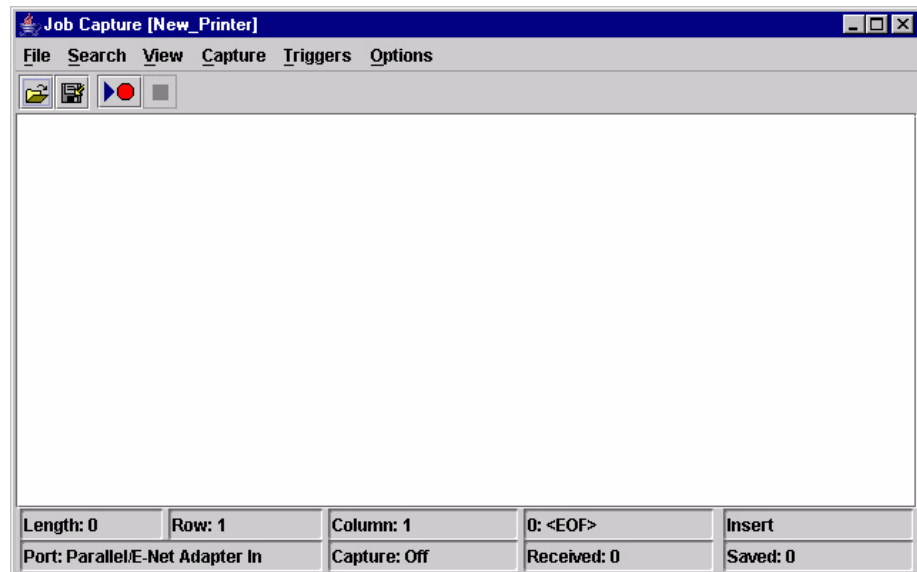 Job Capture [New_Printer]
File Search View Capture Triggers Options
Length: 0 Row: 1 Column: 1 0: <EOF> Insert
Port: Parallel/E-Net Adapter In Capture: Off Received: 0 Saved: 0